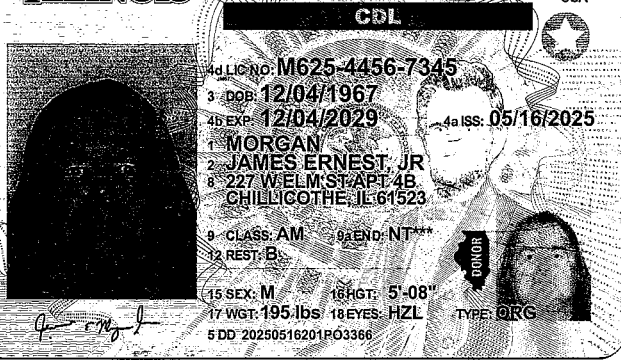 ILLINOIS
USA
CDL
4d LIC NO: M625-4456-7345
3 DOB: 12/04/1967
4b EXP: 12/04/2029 4a ISS: 05/16/2025
1 MORGAN
2 JAMES ERNEST, JR
8 227 W ELM ST APT 4B
CHILLICOTHE, IL 61523
9 CLASS: AM 9a END: NT***
12 REST: B
DONOR
15 SEX: M 16 HGT: 5'-08"
17 WGT: 195 lbs 18 EYES: HZL TYPE: ORG
5 DD 20250516201PO3366